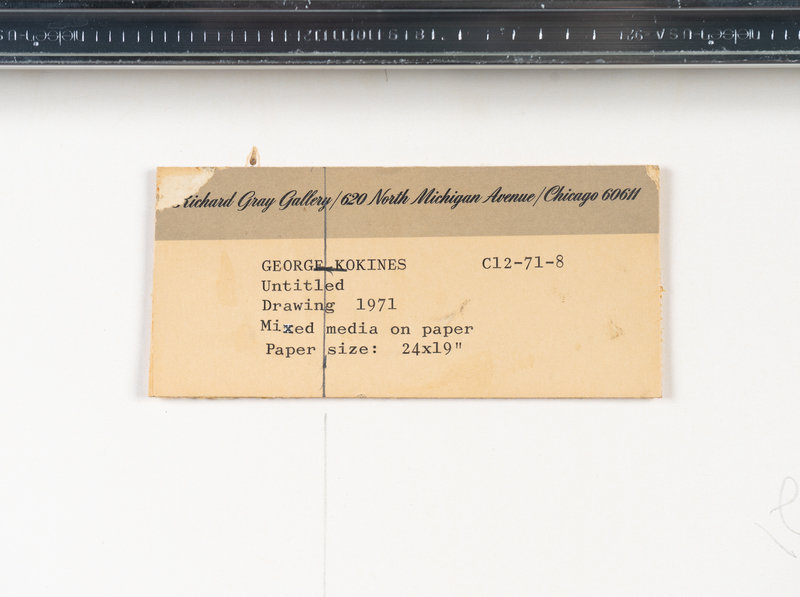 Richard Gray Gallery/620 North Michigan Avenue/Chicago 60611
GEORGE KOKINES C12-71-8
Untitled
Drawing 1971
Mixed media on paper
Paper size: 24x19"